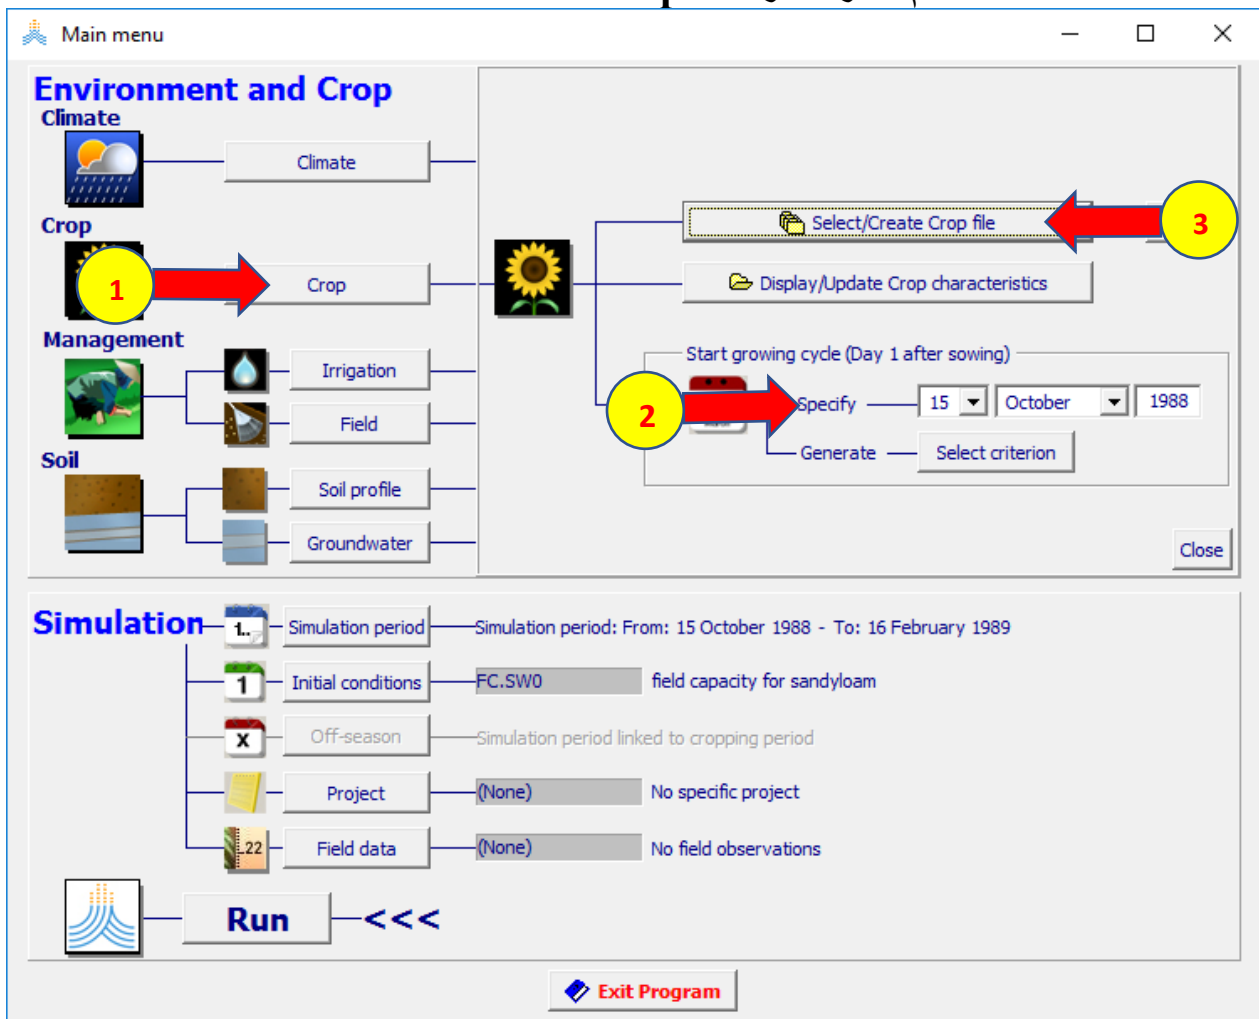 Main menu
Environment and Crop
Climate
Climate
Crop
Crop
Management
Irrigation
Field
Soil
Soil profile
Groundwater
Select/Create Crop file
Display/Update Crop characteristics
Start growing cycle (Day 1 after sowing)
Specify 15 October 1988
Generate Select criterion
Close
1
2
3
Simulation
1.. Simulation period Simulation period: From: 15 October 1988 - To: 16 February 1989
1 Initial conditions FC.SW0 field capacity for sandyloam
x Off-season Simulation period linked to cropping period
Project (None) No specific project
.22 Field data (None) No field observations
Run <<<
Exit Program